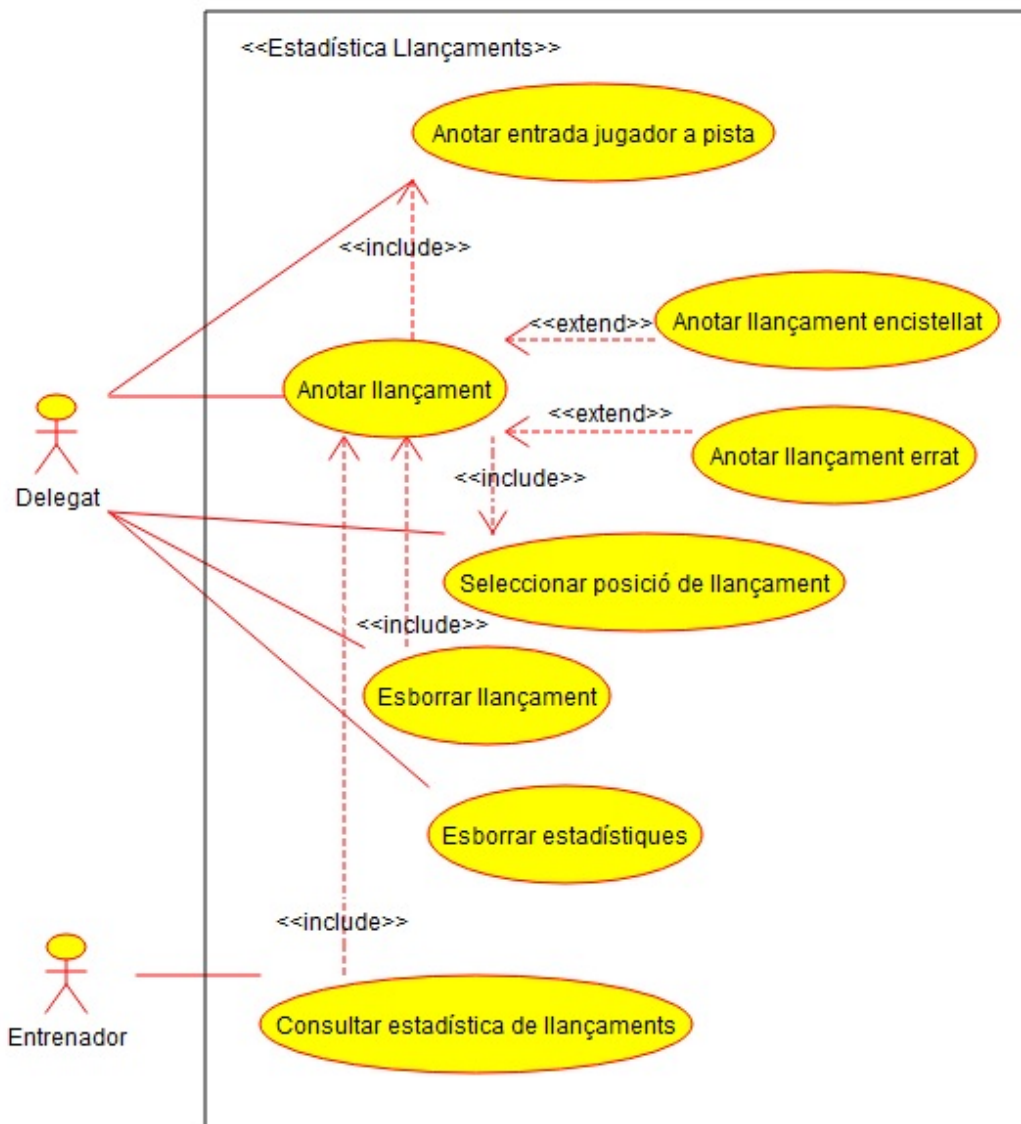 <<Estadística Llançaments>>
Anotar entrada jugador a pista
<<include>>
<<extend>>
Anotar llançament encistellat
Anotar llançament
<<extend>>
Anotar llançament errat
<<include>>
Delegat
Seleccionar posició de llançament
<<include>>
Esborrar llançament
Esborrar estadístiques
<<include>>
Entrenador
Consultar estadística de llançaments